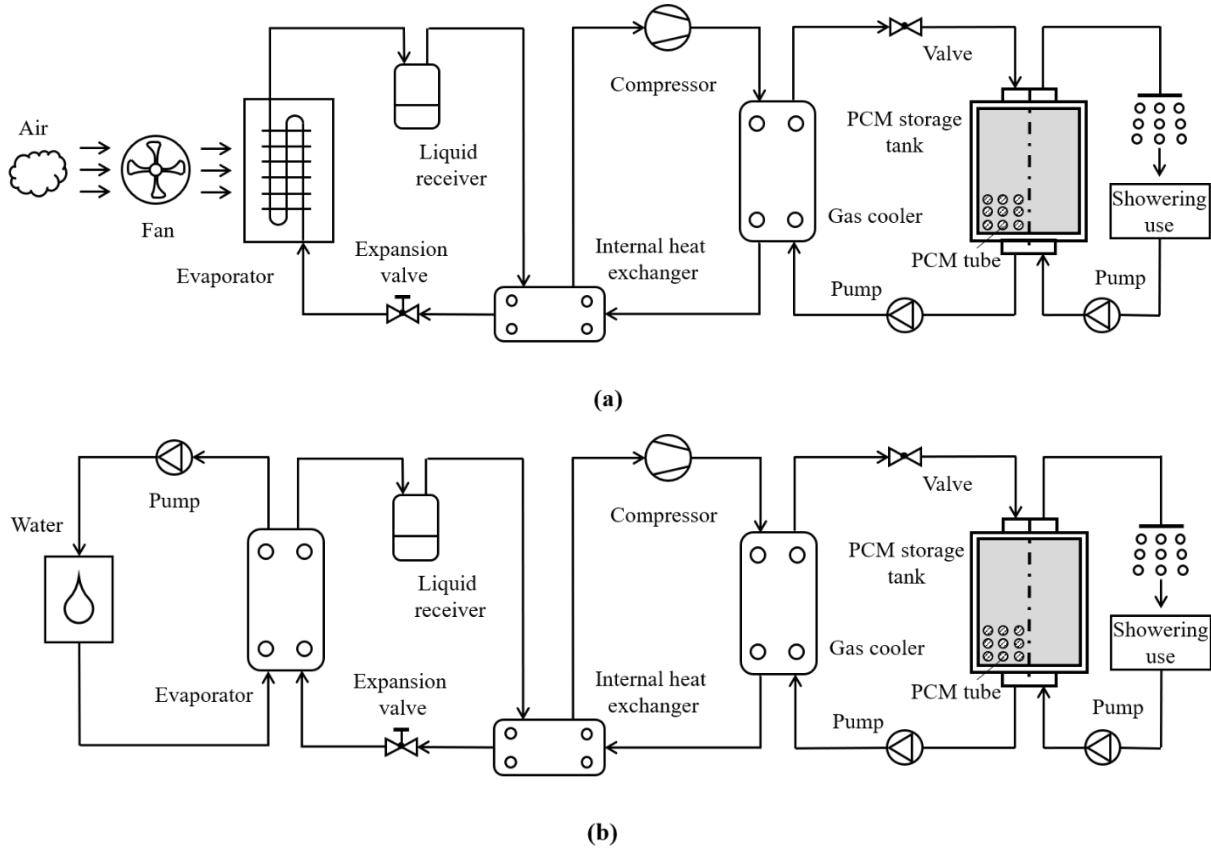 Valve
Compressor
PCM storage
tank
Air
Liquid
receiver
Showering
use
Gas cooler
Fan
Expansion
valve
Internal heat
exchanger
Evaporator
PCM tube
Pump
Pump
(a)
Pump
Valve
Compressor
Water
PCM storage
tank
Liquid
receiver
Showering
use
Gas cooler
Evaporator
Expansion
valve
Internal heat
exchanger
PCM tube
Pump
Pump
(b)